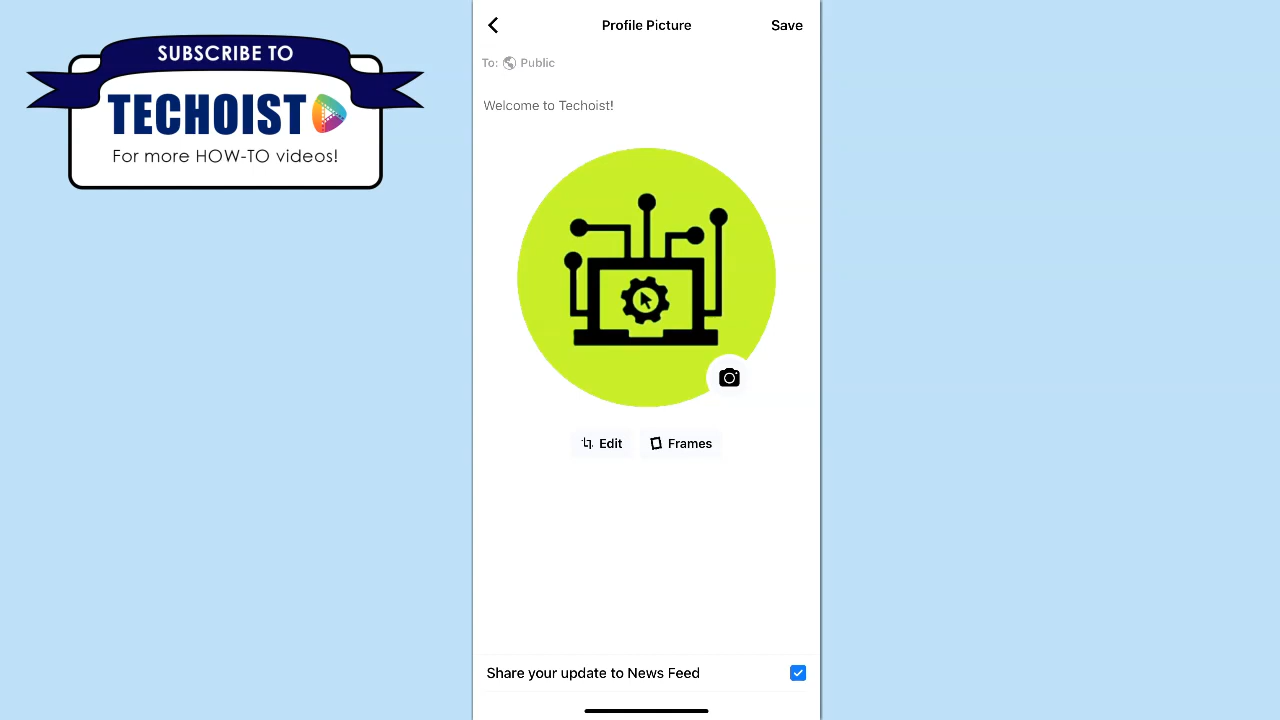 SUBSCRIBE TO
TECHOIST
For more HOW-TO videos!
Profile Picture
Save
To: Public
Welcome to Techoist!
Edit
Frames
Share your update to News Feed